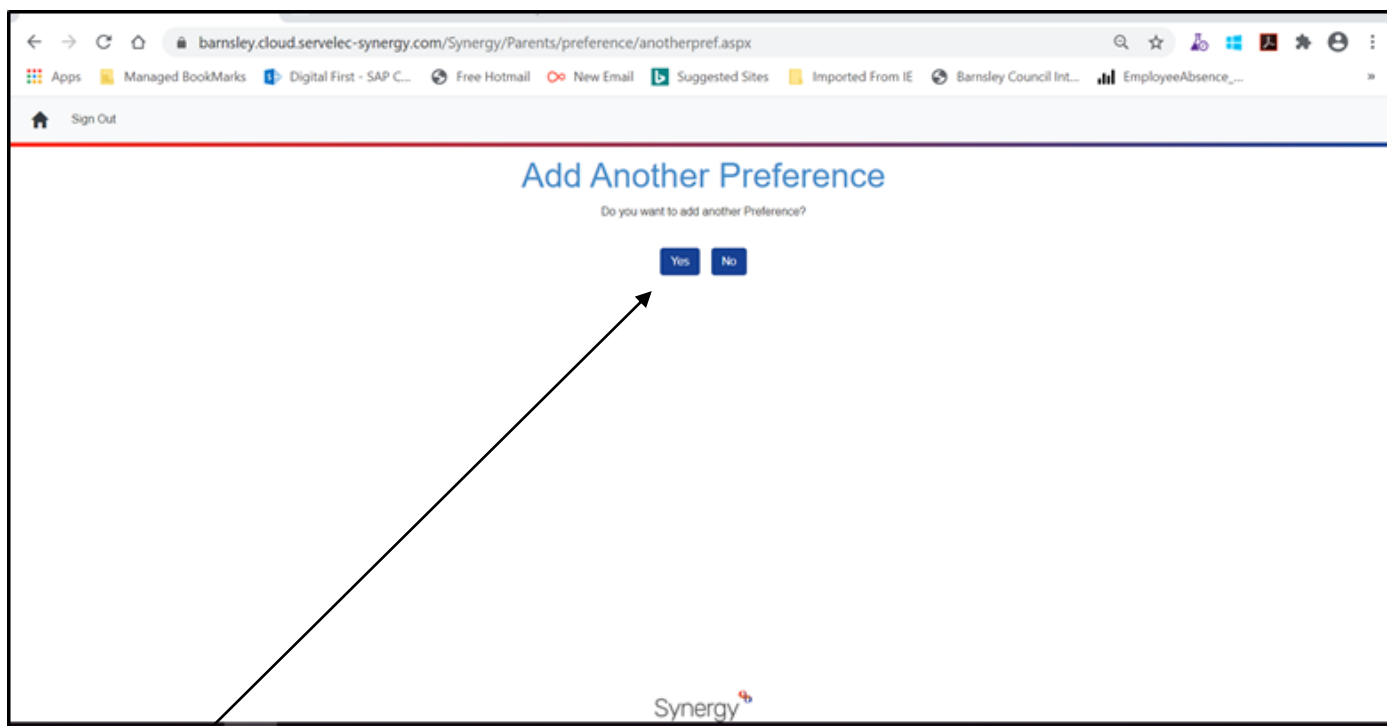 barnsley.cloud.servelec-synergy.com/Synergy/Parents/preference/anotherpref.aspx
Apps Managed BookMarks Digital First - SAP C... Free Hotmail New Email Suggested Sites Imported From IE Barnsley Council Int... EmployeeAbsence_... »
Sign Out
Add Another Preference
Do you want to add another Preference?
Yes No
Synergy